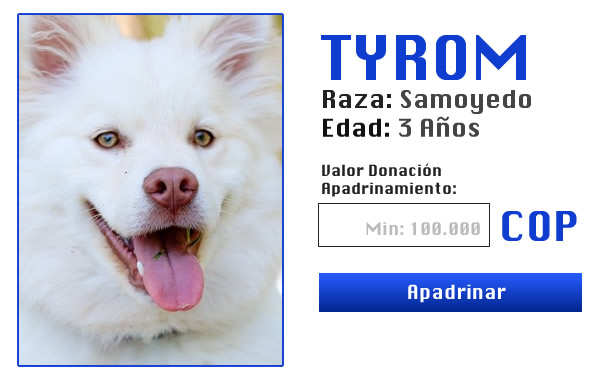 TYROM
Raza: Samoyedo
Edad: 3 Años
Valor Donación
Apadrinamiento:
Min: 100.000 COP
Apadrinar